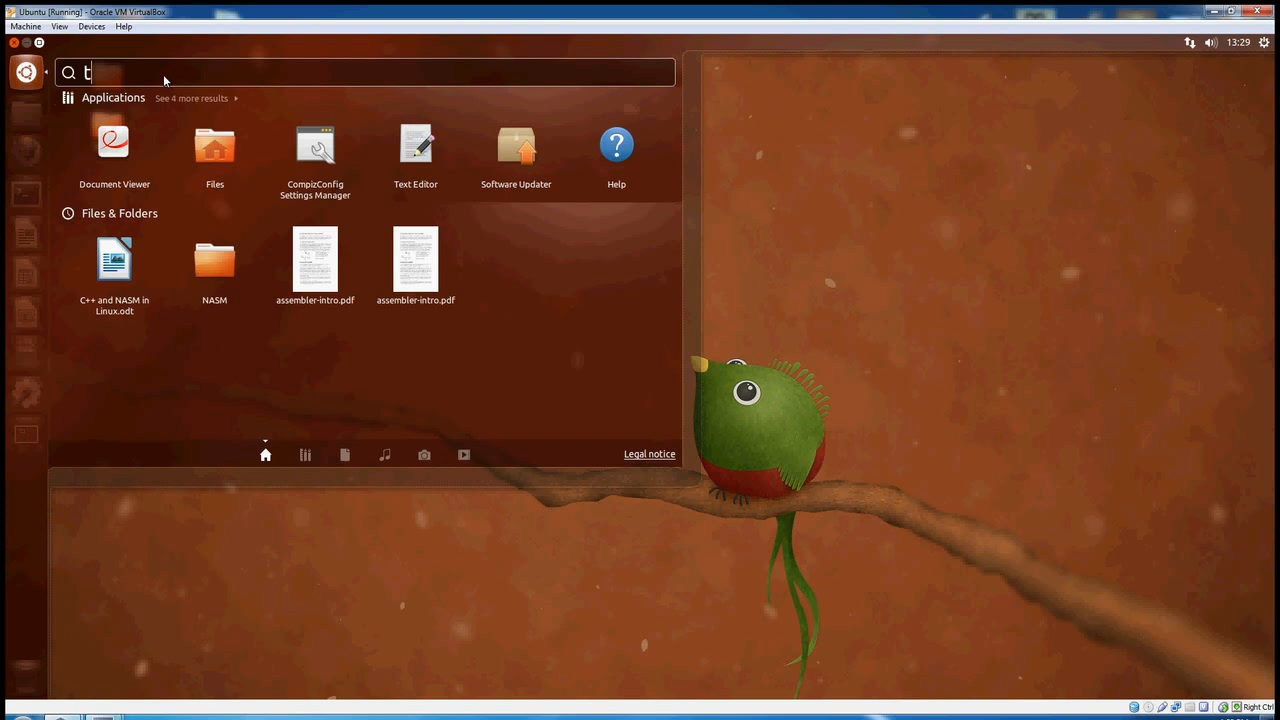 Ubuntu [Running] - Oracle VM VirtualBox
Machine View Devices Help
13:29
t
Applications See 4 more results
Document Viewer
Files
CompizConfig
Settings Manager
Text Editor
Software Updater
Help
Files & Folders
C++ and NASM in
Linux.odt
NASM
assembler-intro.pdf
assembler-intro.pdf
Legal notice
Right Ctrl